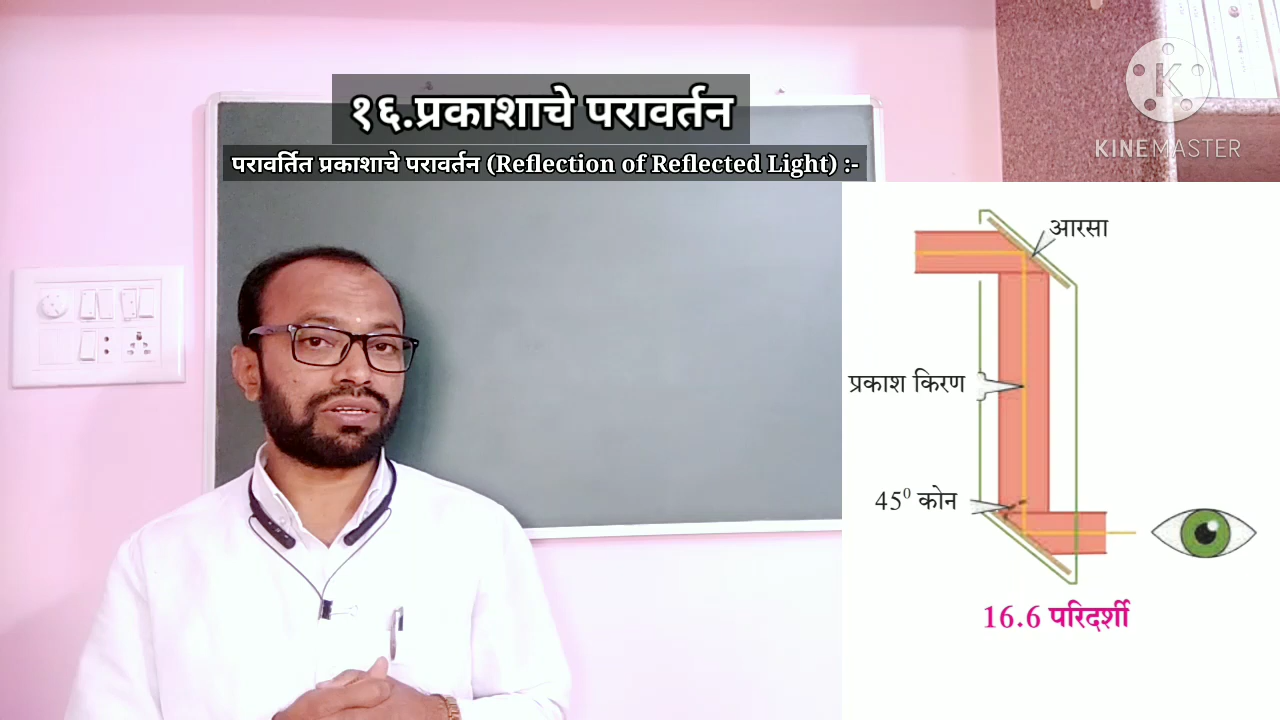 १६.प्रकाशाचे परावर्तन
परावर्तित प्रकाशाचे परावर्तन (Reflection of Reflected Light) :-
K
KINEMASTER
आरसा
प्रकाश किरण
45⁰ कोन
16.6 परिदर्शी